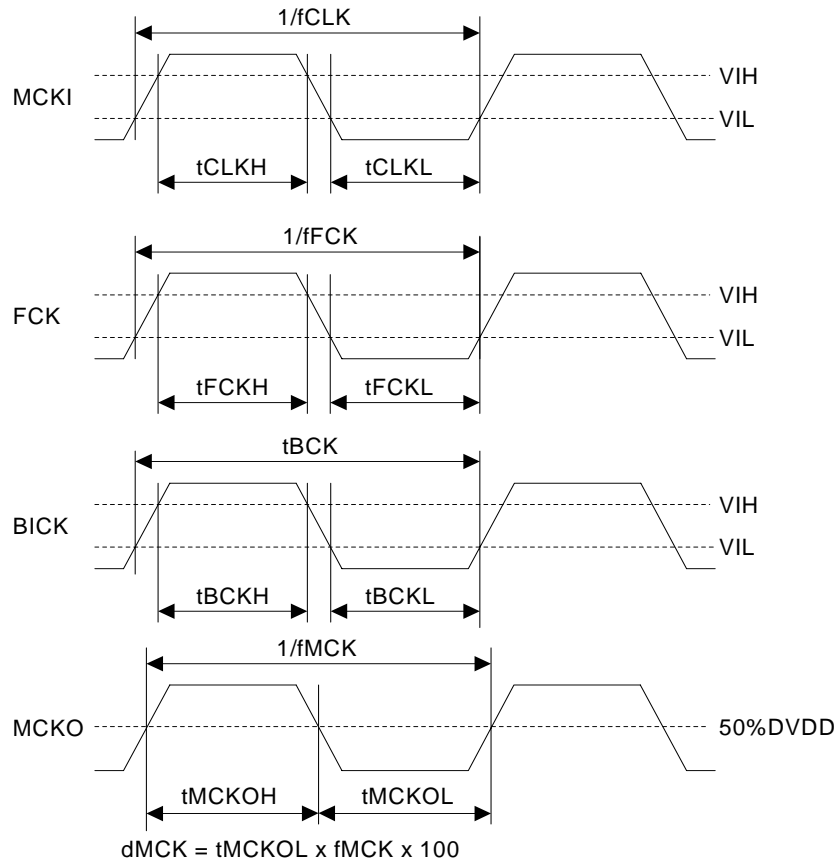 1/fCLK
MCKI
VIH
VIL
tCLKH
tCLKL
1/fFCK
FCK
VIH
VIL
tFCKH
tFCKL
tBCK
BICK
VIH
VIL
tBCKH
tBCKL
1/fMCK
MCKO
50%DVDD
tMCKOH
tMCKOL
dMCK = tMCKOL x fMCK x 100